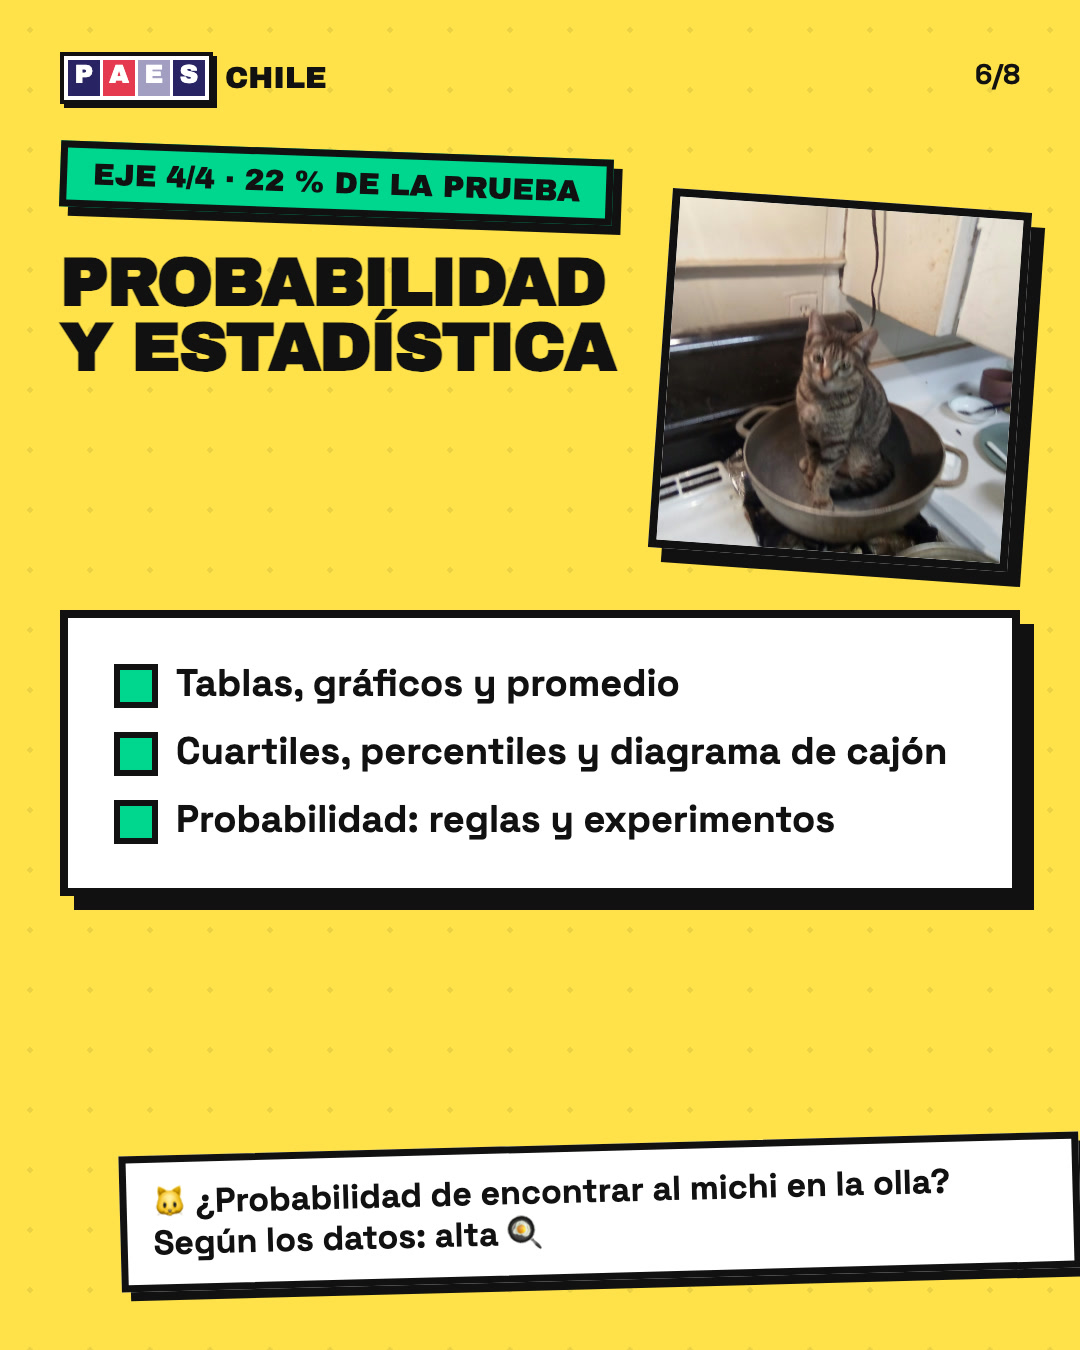 PAES CHILE
6/8
EJE 4/4 · 22 % DE LA PRUEBA
PROBABILIDAD
Y ESTADÍSTICA
Tablas, gráficos y promedio
Cuartiles, percentiles y diagrama de cajón
Probabilidad: reglas y experimentos
🐱 ¿Probabilidad de encontrar al michi en la olla?
Según los datos: alta 🍳